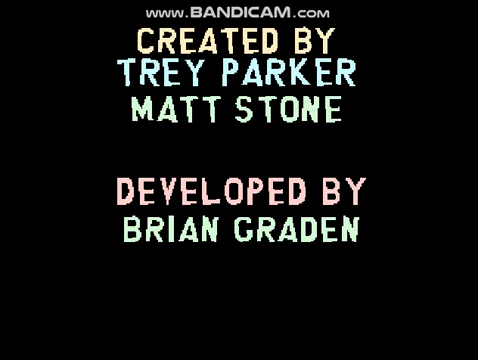 www.BANDICAM.com
CREATED BY
TREY PARKER
MATT STONE
DEVELOPED BY
BRIAN GRADEN